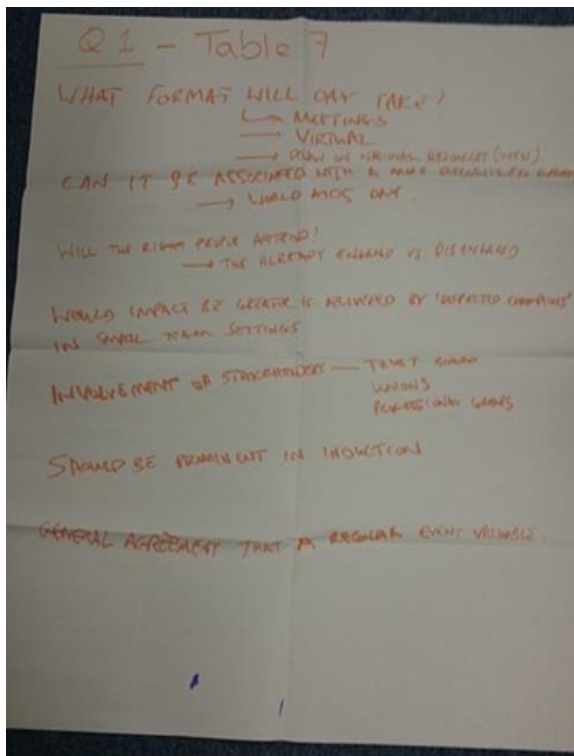 Q1 - Table 7
WHAT FORMAT WILL DAY TAKE?
→ MEETINGS
→ VIRTUAL
→ DRAW ON NATIONAL RESOURCES (NEW)
CAN IT BE ASSOCIATED WITH A MORE RECOGNISED
→ WORLD AIDS DAY
WILL THE RIGHT PEOPLE ATTEND?
→ THE ALREADY ENGAGED VS DISENGAGED
WOULD IMPACT BE GREATER IF DELIVERED BY 'RESPECTED CHAMPIONS'
IN SMALL TEAM SETTINGS
INVOLVEMENT OF STAKEHOLDERS — TRUST BOARD
UNIONS
PROFESSIONAL GROUPS
SHOULD BE PROMINENT IN INDUCTION
GENERAL AGREEMENT THAT A REGULAR EVENT VALUABLE.